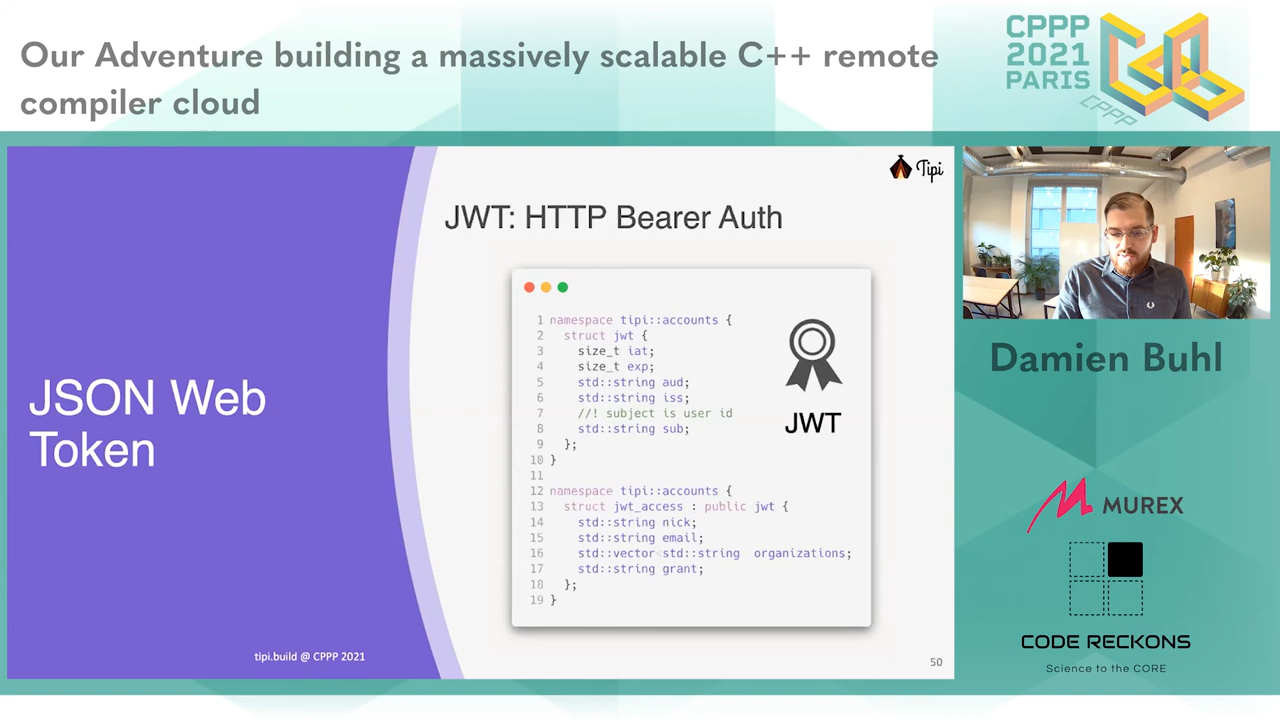 Our Adventure building a massively scalable C++ remote
compiler cloud
CPPP
2021
PARIS
CPPP
Tipi
JWT: HTTP Bearer Auth
JSON Web
Token
1 namespace tipi::accounts {
2 struct jwt {
3 size_t iat;
4 size_t exp;
5 std::string aud;
6 std::string iss;
7 //! subject is user id
8 std::string sub;
9 };
10 }
11
12 namespace tipi::accounts {
13 struct jwt_access : public jwt {
14 std::string nick;
15 std::string email;
16 std::vector<std::string organizations;
17 std::string grant;
18 };
19 }
JWT
tipi.build @ CPPP 2021
50
Damien Buhl
MUREX
CODE RECKONS
Science to the CORE